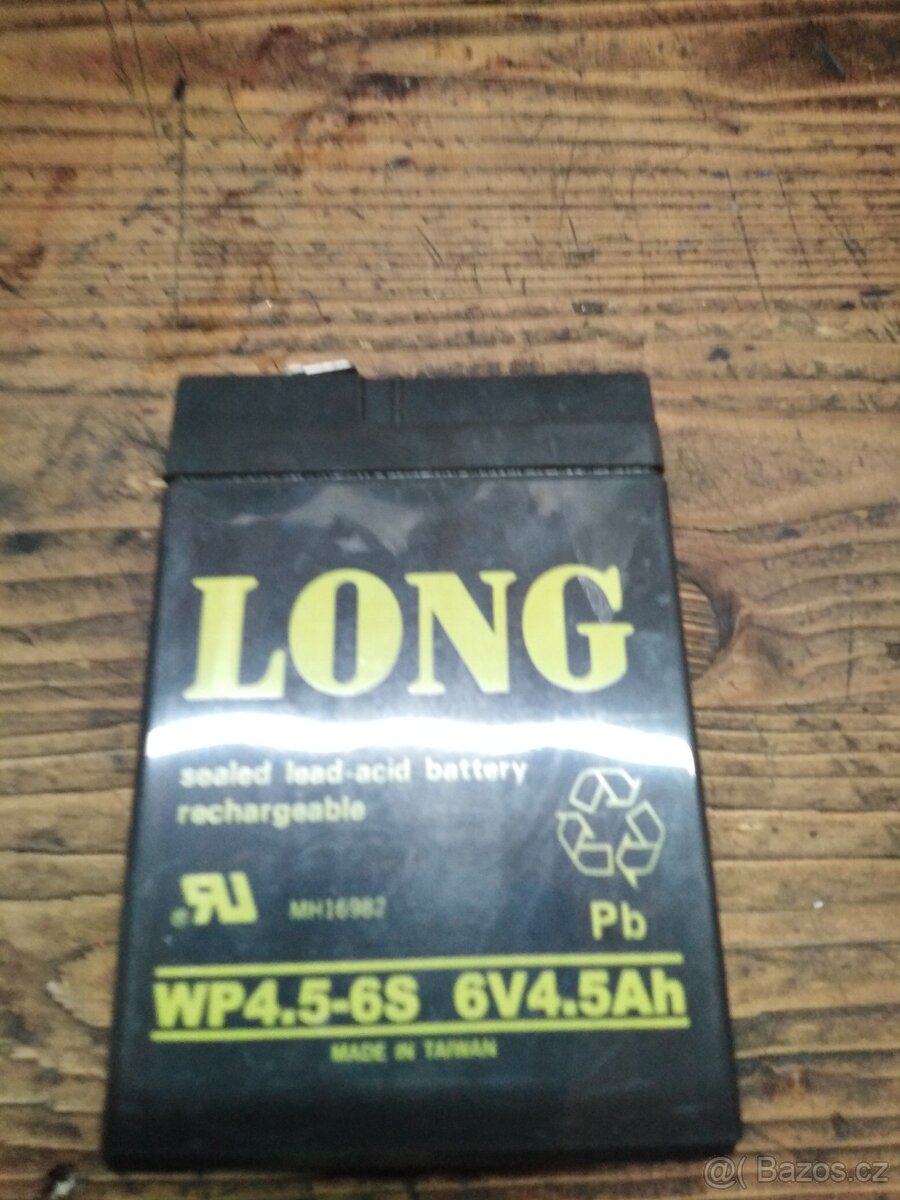 LONG
sealed lead-acid battery
rechargeable
MH16982
Pb
WP4.5-6S 6V4.5Ah
MADE IN TAIWAN
@( Bazos.cz